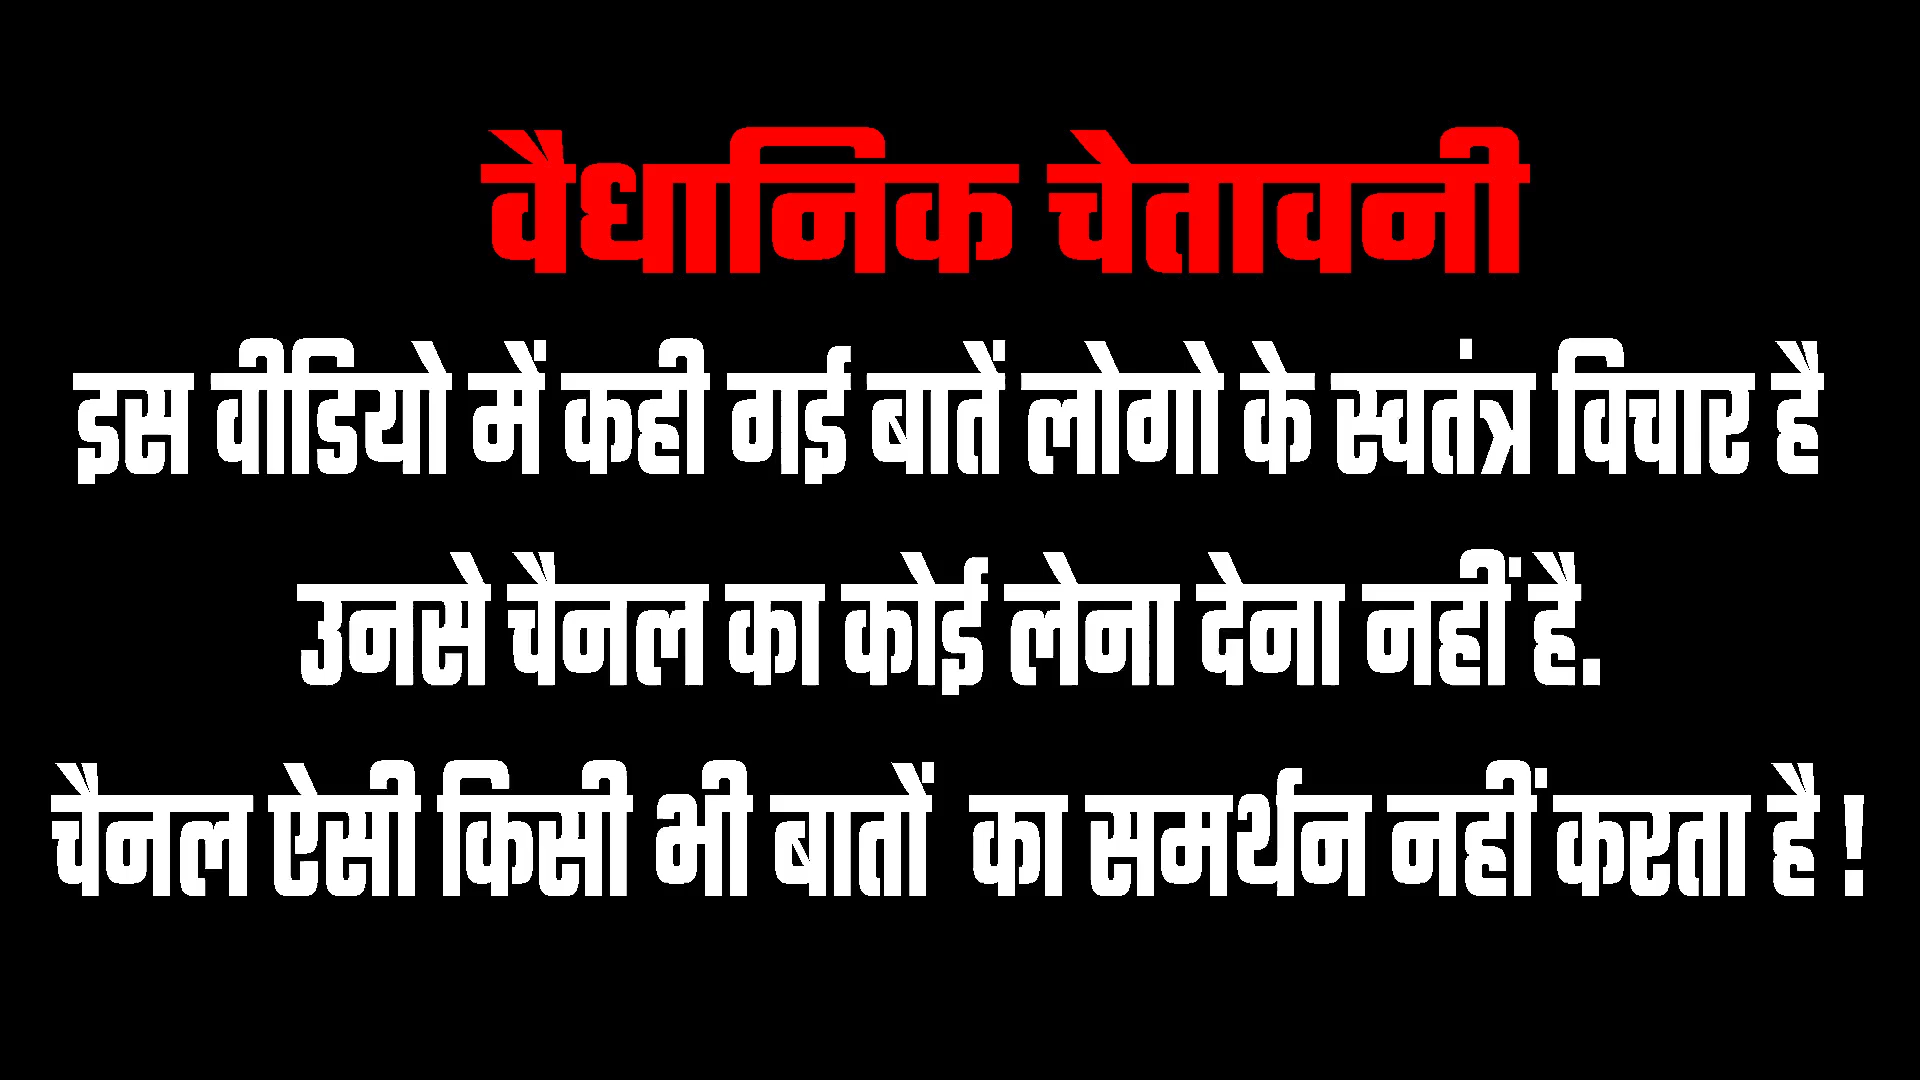 वैधानिक चेतावनी
इस वीडियो में कही गई बातें लोगो के स्वतंत्र विचार है
उनसे चैनल का कोई लेना देना नहीं है.
चैनल ऐसी किसी भी बातों का समर्थन नहीं करता है !